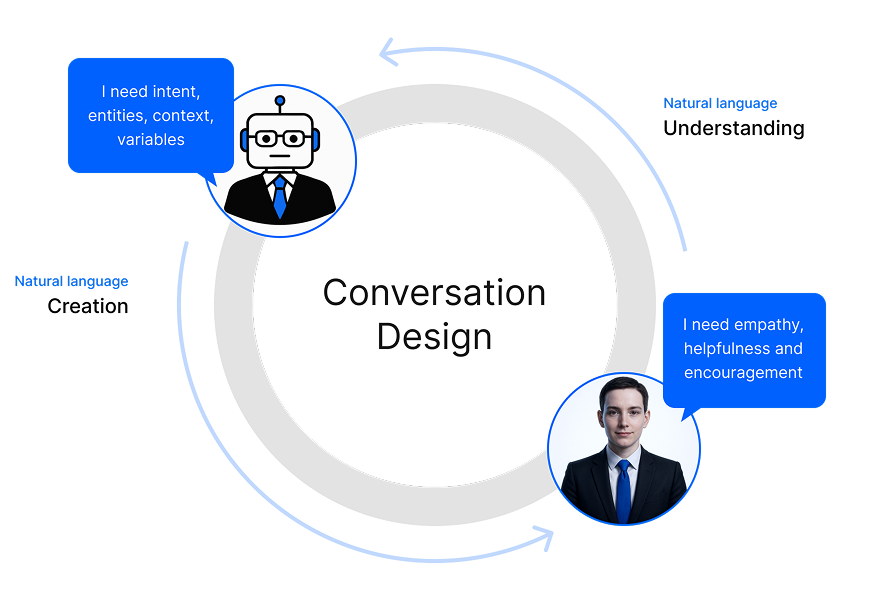 I need intent,
entities, context,
variables
Natural language
Understanding
Natural language
Creation
Conversation
Design
I need empathy,
helpfulness and
encouragement